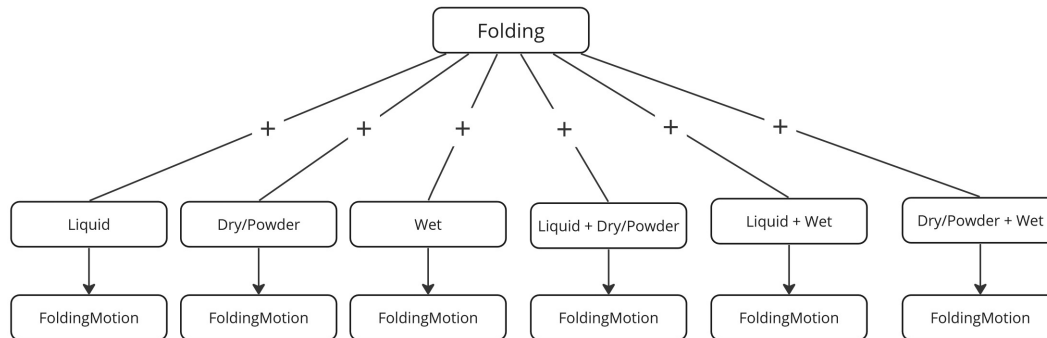 Folding
+ + + + + +
Liquid Dry/Powder Wet Liquid + Dry/Powder Liquid + Wet Dry/Powder + Wet
FoldingMotion FoldingMotion FoldingMotion FoldingMotion FoldingMotion FoldingMotion